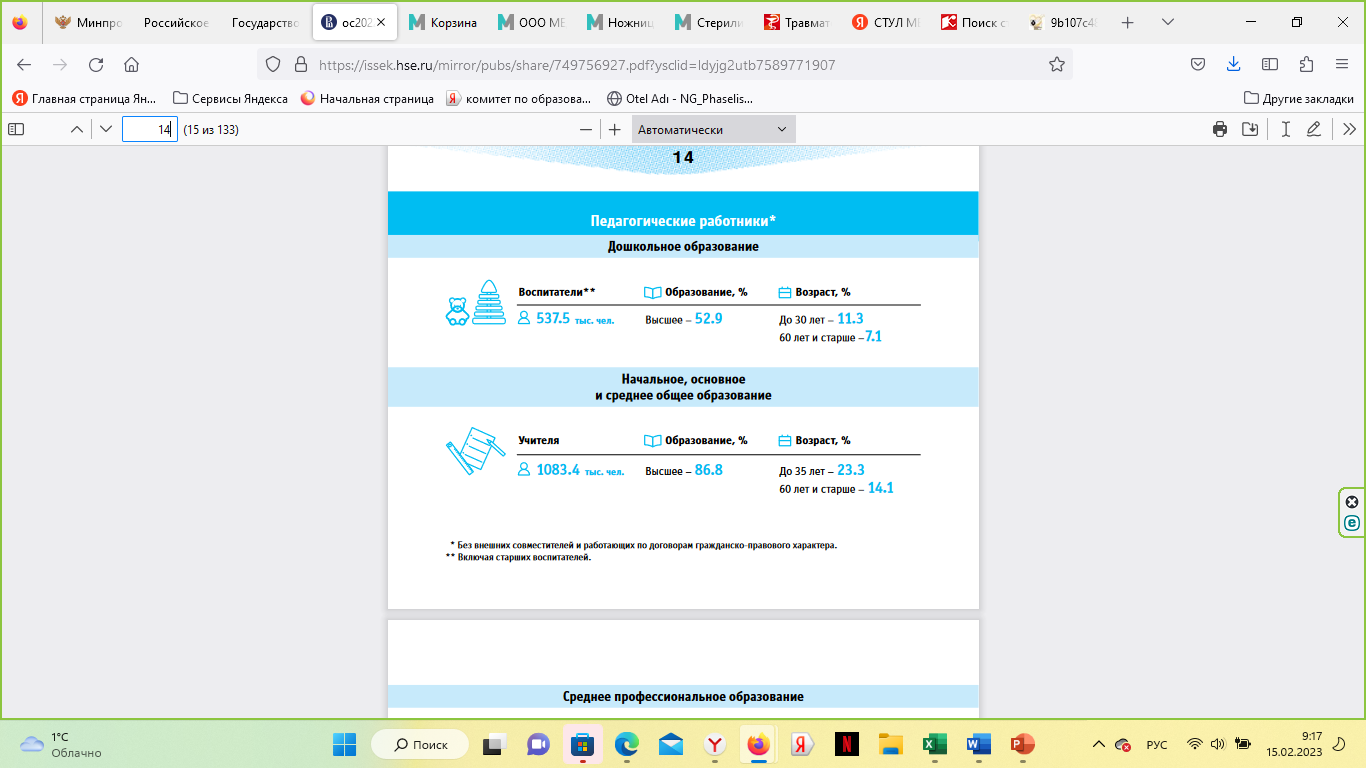 Минпро
Российское
Государство
ос202
Корзина
ООО МЕ
Ножниц
Стерили
Травмат
СТУЛ МІ
Поиск с
9b107c4
https://issek.hse.ru/mirror/pubs/share/749756927.pdf?ysclid=ldyjg2utb7589771907
Главная страница Ян...
Сервисы Яндекса
Начальная страница
комитет по образова...
Otel Adı - NG_Phaselis...
Другие закладки
14 (15 из 133)
Автоматически
14
Педагогические работники*
Дошкольное образование
Воспитатели** Образование, % Возраст, %
537.5 тыс. чел. Высшее – 52.9 До 30 лет – 11.3
60 лет и старше – 7.1
Начальное, основное
и среднее общее образование
Учителя Образование, % Возраст, %
1083.4 тыс. чел. Высшее – 86.8 До 35 лет – 23.3
60 лет и старше – 14.1
* Без внешних совместителей и работающих по договорам гражданско-правового характера.
** Включая старших воспитателей.
Среднее профессиональное образование
1°C
Облачно
Поиск
РУС
9:17
15.02.2023